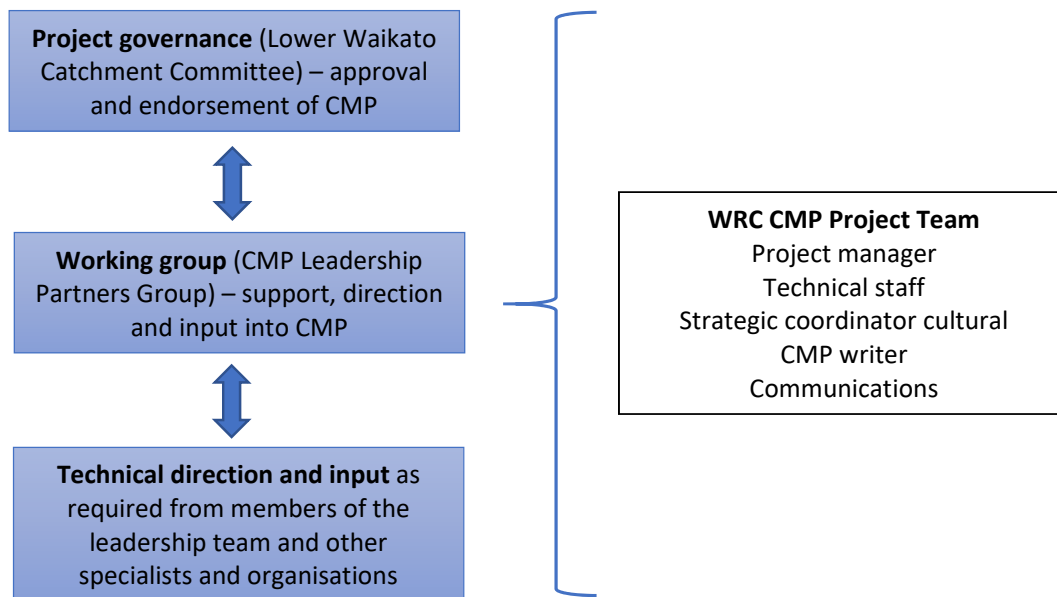 Project governance (Lower Waikato
Catchment Committee) – approval
and endorsement of CMP
Working group (CMP Leadership
Partners Group) – support, direction
and input into CMP
Technical direction and input as
required from members of the
leadership team and other
specialists and organisations
WRC CMP Project Team
Project manager
Technical staff
Strategic coordinator cultural
CMP writer
Communications